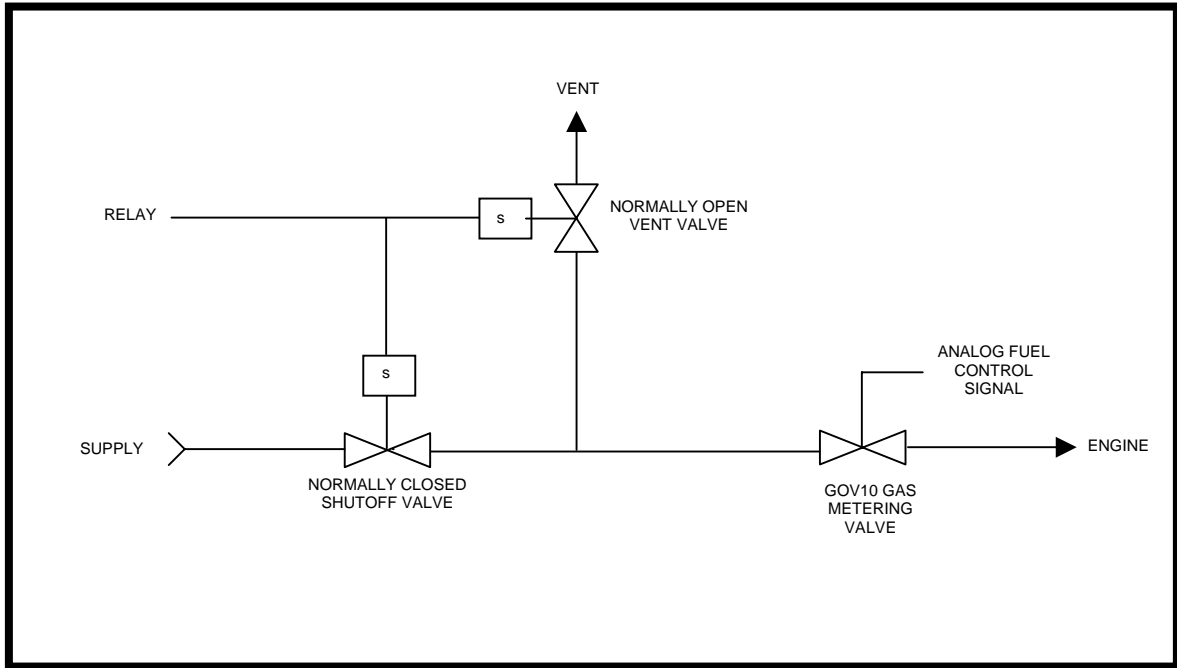 VENT
RELAY
s
NORMALLY OPEN
VENT VALVE
s
ANALOG FUEL
CONTROL
SIGNAL
SUPPLY
ENGINE
NORMALLY CLOSED
SHUTOFF VALVE
GOV10 GAS
METERING
VALVE